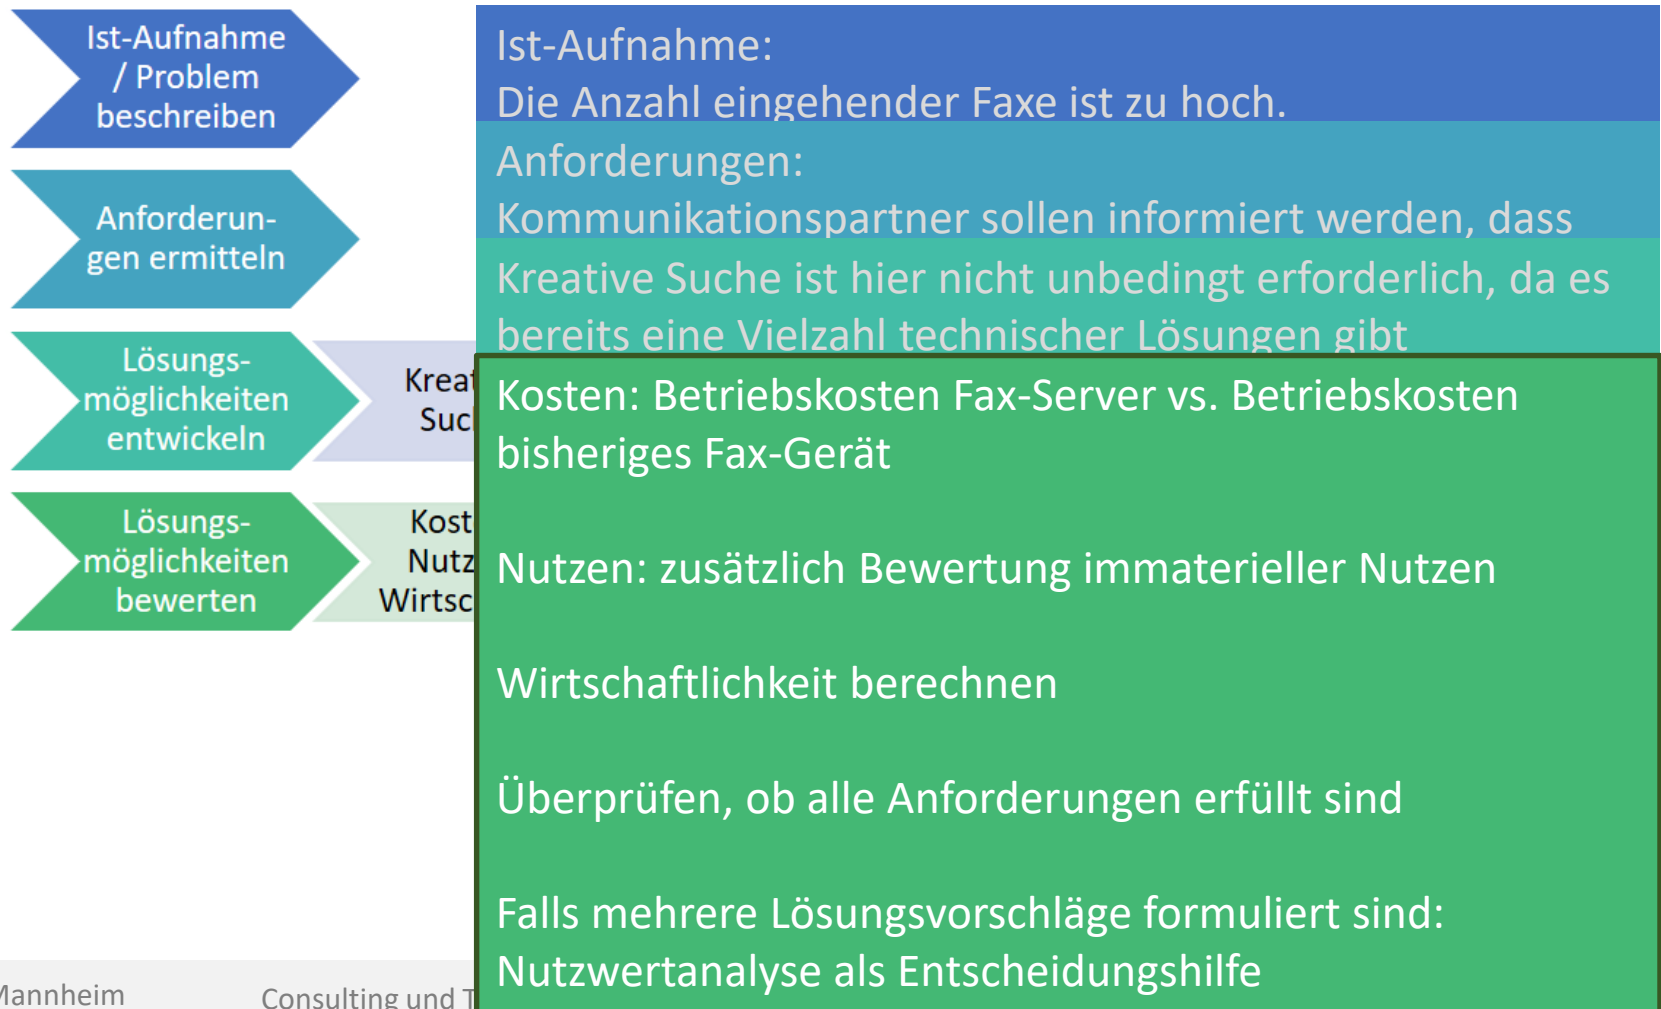 Ist-Aufnahme
/ Problem
beschreiben
Anforderun-
gen ermitteln
Lösungs-
möglichkeiten
entwickeln
Lösungs-
möglichkeiten
bewerten
Ist-Aufnahme:
Die Anzahl eingehender Faxe ist zu hoch.
Anforderungen:
Kommunikationspartner sollen informiert werden, dass
Kreative Suche ist hier nicht unbedingt erforderlich, da es
bereits eine Vielzahl technischer Lösungen gibt
Kosten: Betriebskosten Fax-Server vs. Betriebskosten
bisheriges Fax-Gerät
Nutzen: zusätzlich Bewertung immaterieller Nutzen
Wirtschaftlichkeit berechnen
Überprüfen, ob alle Anforderungen erfüllt sind
Falls mehrere Lösungsvorschläge formuliert sind:
Nutzwertanalyse als Entscheidungshilfe
Mannheim
Consulting und